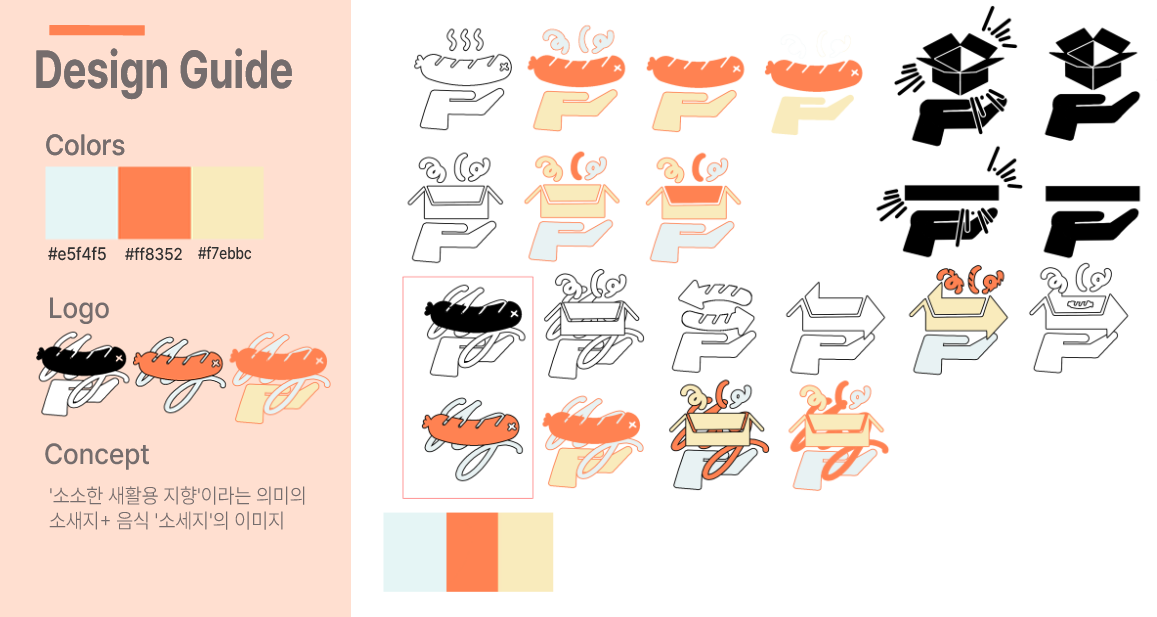 Design Guide
Colors
#e5f4f5 #ff8352 #f7ebbc
Logo
Concept
'소소한 새활용 지향'이라는 의미의
소새지+ 음식 '소세지'의 이미지